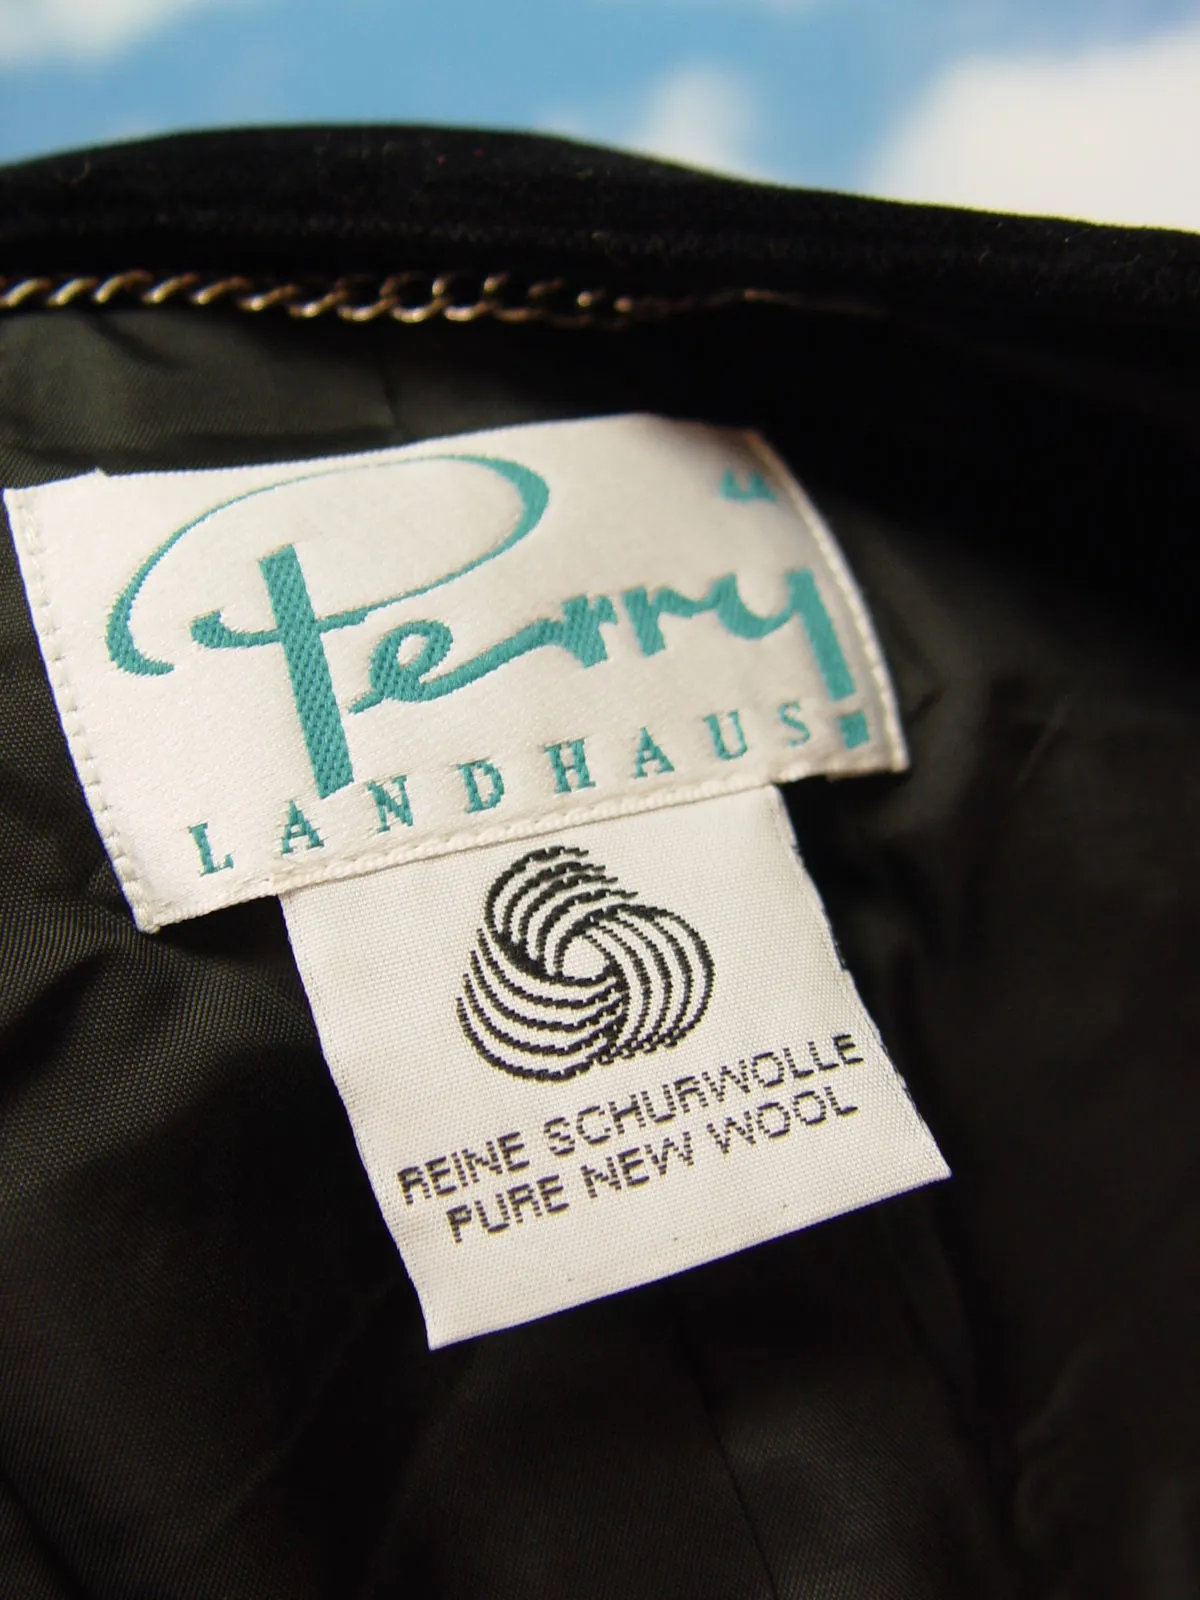 Perry
LANDHAUS
REINE SCHURWOLLE
PURE NEW WOOL